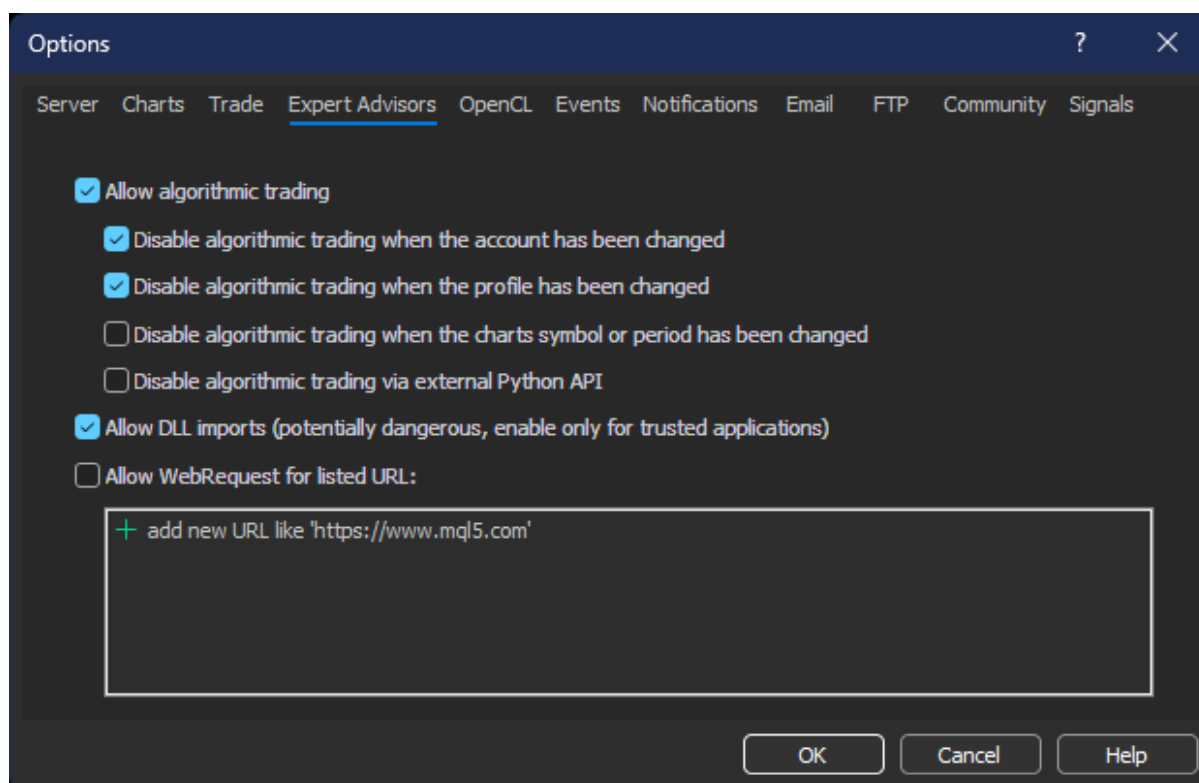 Options
?
Server Charts Trade Expert Advisors OpenCL Events Notifications Email FTP Community Signals
Allow algorithmic trading
Disable algorithmic trading when the account has been changed
Disable algorithmic trading when the profile has been changed
Disable algorithmic trading when the charts symbol or period has been changed
Disable algorithmic trading via external Python API
Allow DLL imports (potentially dangerous, enable only for trusted applications)
Allow WebRequest for listed URL:
add new URL like 'https://www.mql5.com'
OK Cancel Help